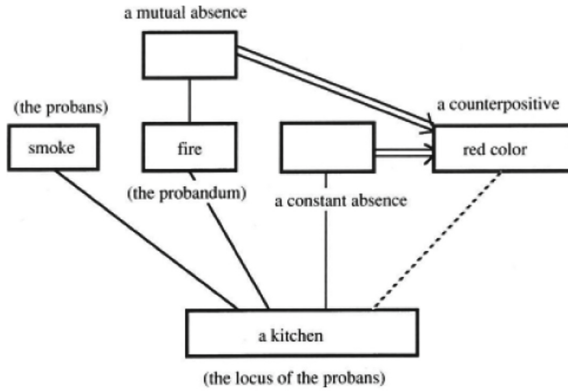 a mutual absence
(the probans)
a counterpositive
smoke
fire
red color
(the probandum)
a constant absence
a kitchen
(the locus of the probans)